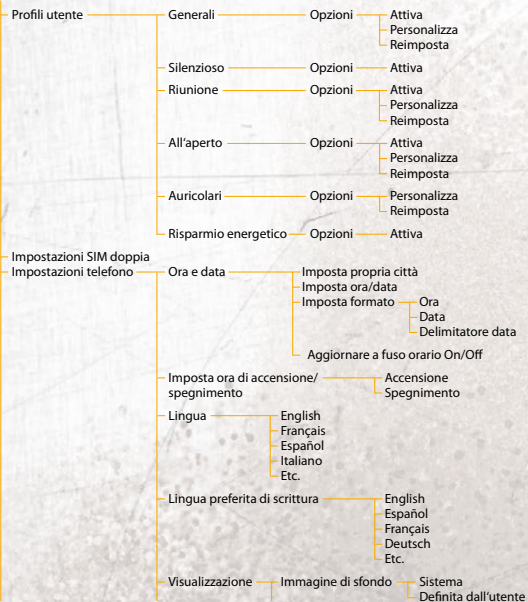 Profili utente Generali Opzioni Attiva
Personalizza
Reimposta
Silenzioso Opzioni Attiva
Riunione Opzioni Attiva
Personalizza
Reimposta
All'aperto Opzioni Attiva
Personalizza
Reimposta
Auricolari Opzioni Personalizza
Reimposta
Risparmio energetico Opzioni Attiva
Impostazioni SIM doppia
Impostazioni telefono Ora e data Imposta propria città
Imposta ora/data
Imposta formato Ora
Data
Delimitatore data
Aggiornare a fuso orario On/Off
Imposta ora di accensione/ Accensione
spegnimento Spegnimento
Lingua English
Français
Español
Italiano
Etc.
Lingua preferita di scrittura English
Español
Français
Deutsch
Etc.
Visualizzazione Immagine di sfondo Sistema
Definita dall'utente